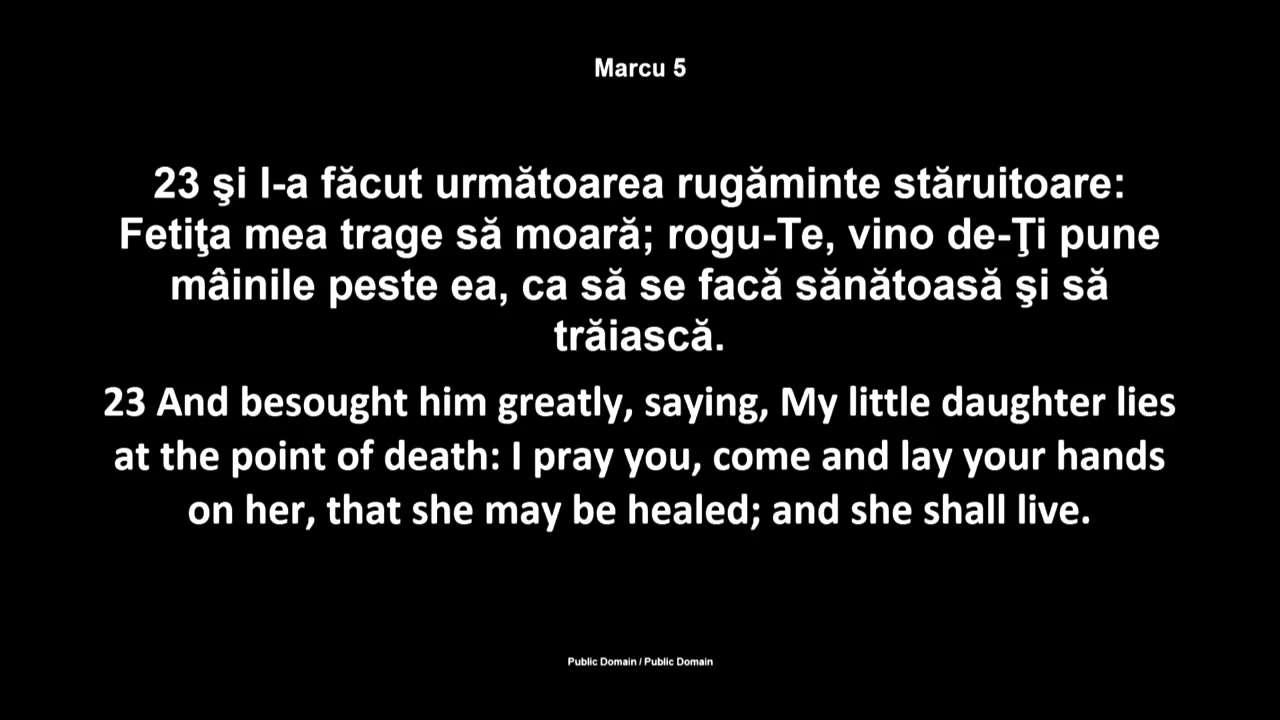 Marcu 5
23 şi I-a făcut următoarea rugăminte stăruitoare:
Fetiţa mea trage să moară; rogu-Te, vino de-Ţi pune
mâinile peste ea, ca să se facă sănătoasă şi să
trăiască.
23 And besought him greatly, saying, My little daughter lies
at the point of death: I pray you, come and lay your hands
on her, that she may be healed; and she shall live.
Public Domain / Public Domain